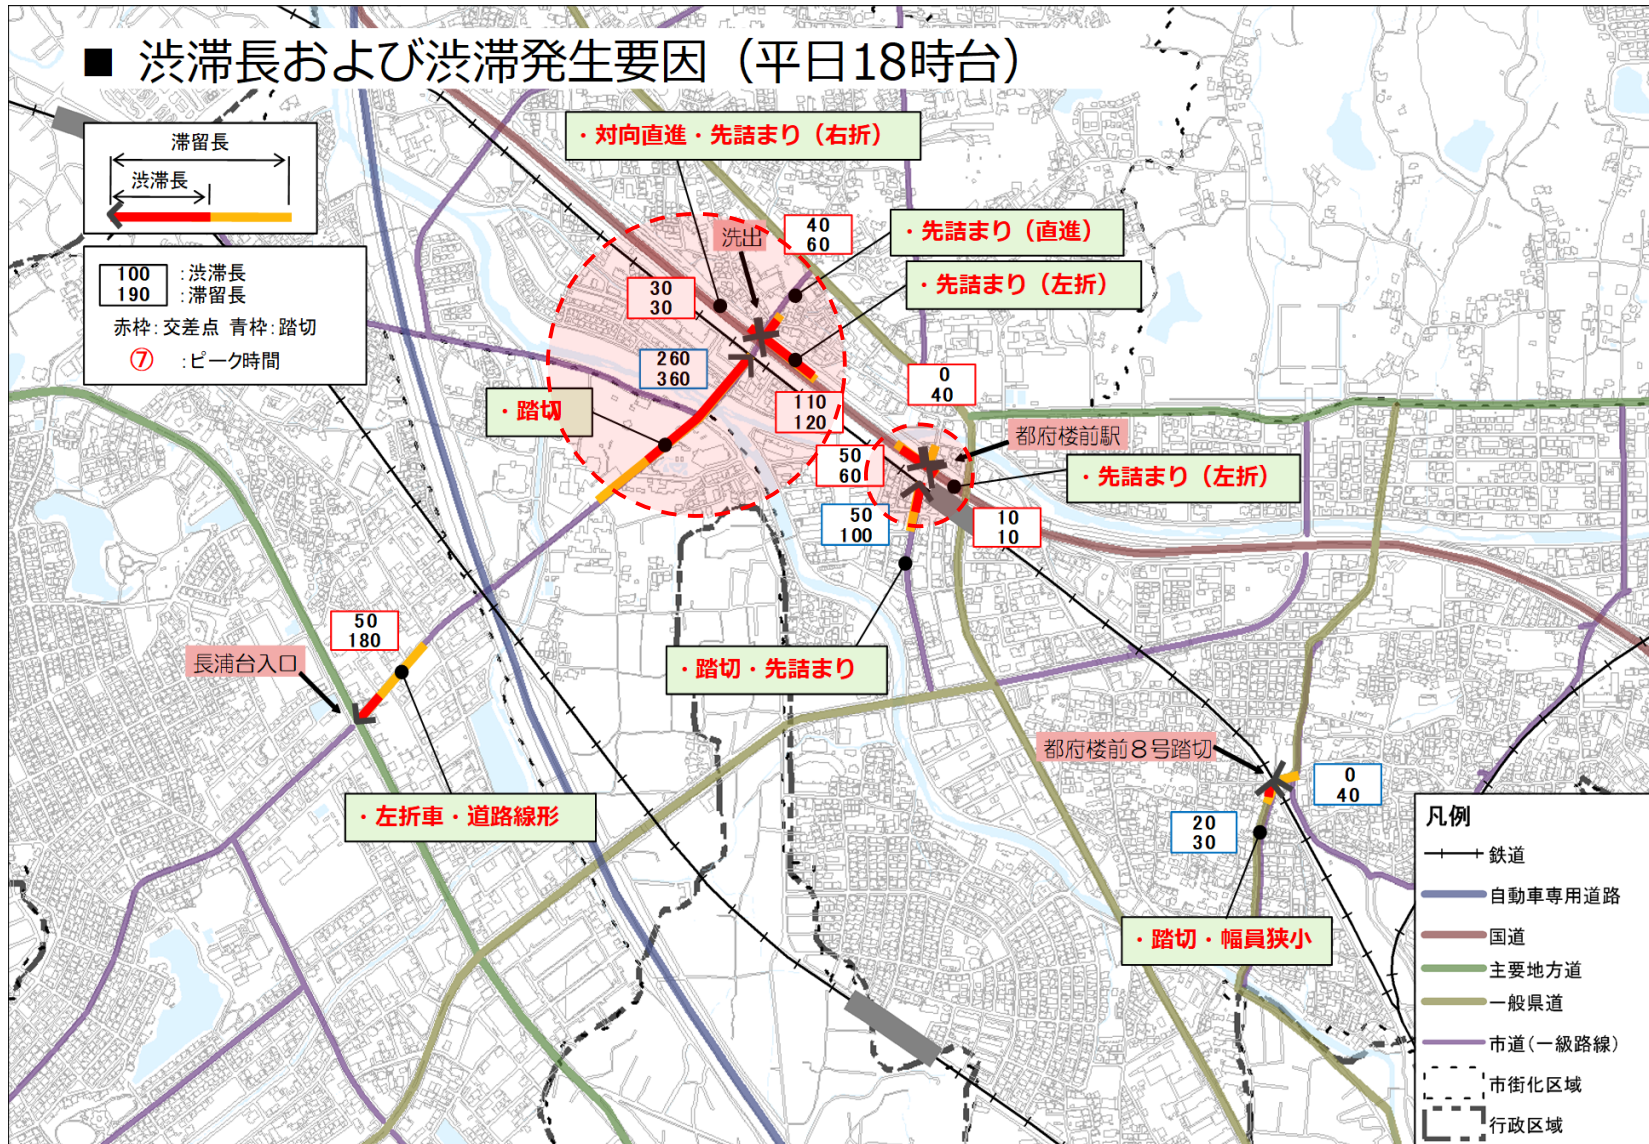 ■ 渋滞長および渋滞発生要因（平日18時台）
滞留長
渋滞長
100 ：渋滞長
190 ：滞留長
赤枠：交差点 青枠：踏切
⑦ ：ピーク時間
・対向直進・先詰まり（右折）
洗出
40
60
・先詰まり（直進）
・先詰まり（左折）
30
30
260
360
・踏切
110
120
0
40
都府楼前駅
50
60
・先詰まり（左折）
50
100
10
10
50
180
長浦台入口
・踏切・先詰まり
都府楼前８号踏切
0
40
20
30
・左折車・道路線形
・踏切・幅員狭小
凡例
鉄道
自動車専用道路
国道
主要地方道
一般県道
市道(一級路線)
市街化区域
行政区域